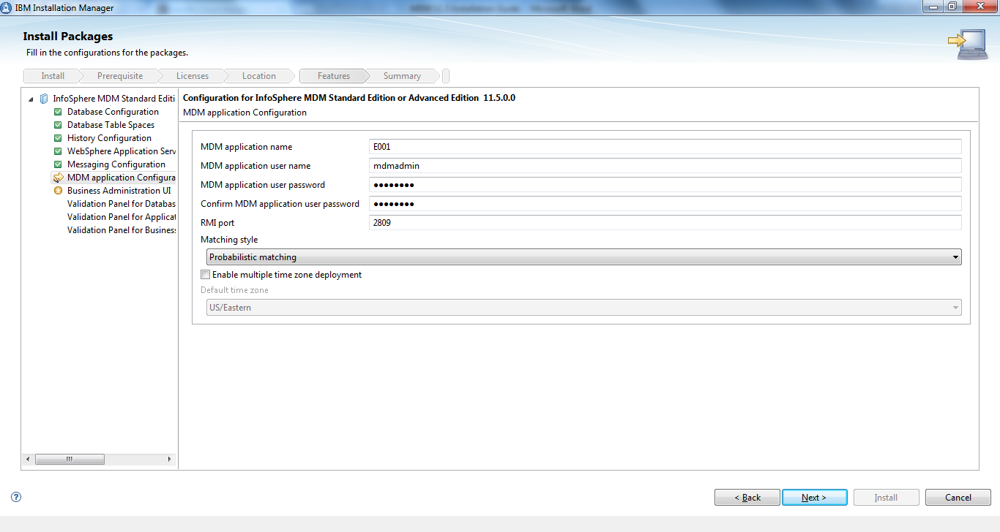 IBM Installation Manager
Install Packages
Fill in the configurations for the packages.
Install Prerequisite Licenses Location Features Summary
InfoSphere MDM Standard Editi
Database Configuration
Database Table Spaces
History Configuration
WebSphere Application Serv
Messaging Configuration
MDM application Configura
Business Administration UI
Validation Panel for Databas
Validation Panel for Applicat
Validation Panel for Business
Configuration for InfoSphere MDM Standard Edition or Advanced Edition 11.5.0.0
MDM application Configuration
MDM application name E001
MDM application user name mdmadmin
MDM application user password ●●●●●●●●
Confirm MDM application user password ●●●●●●●●
RMI port 2809
Matching style
Probabilistic matching
Enable multiple time zone deployment
Default time zone
US/Eastern
< Back Next > Install Cancel